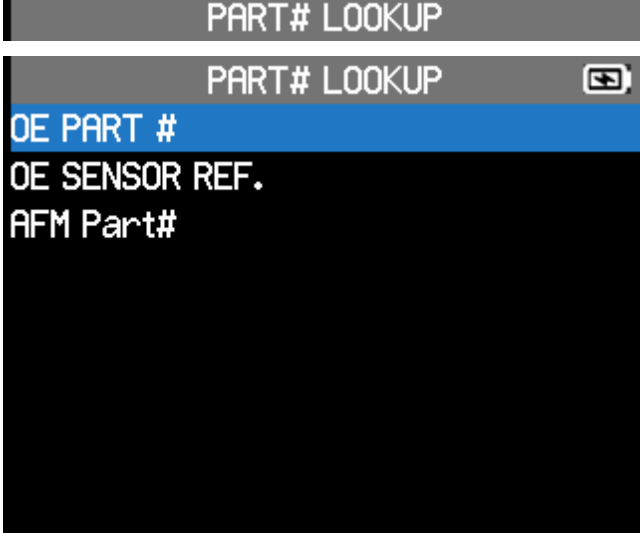 PART# LOOKUP
PART# LOOKUP
OE PART #
OE SENSOR REF.
AFM Part#